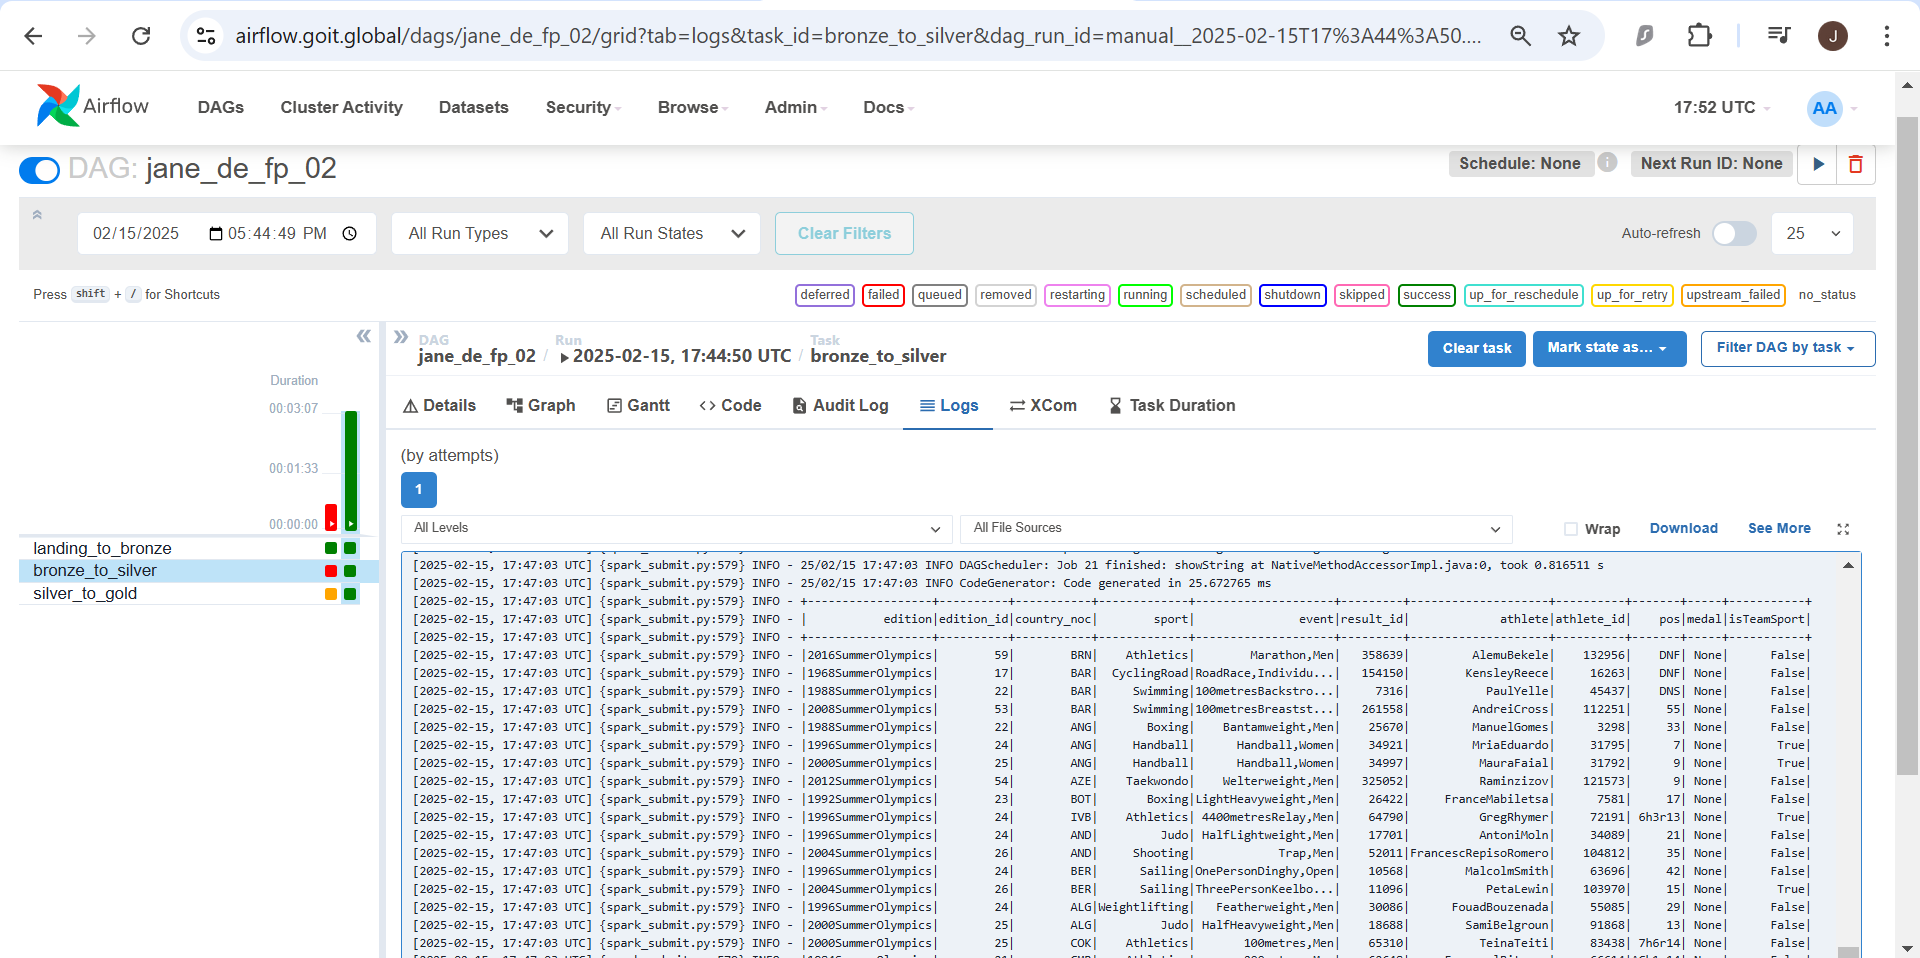 airflow.goit.global/dags/jane_de_fp_02/grid?tab=logs&task_id=bronze_to_silver&dag_run_id=manual__2025-02-15T17%3A44%3A50.... J
Airflow DAGs Cluster Activity Datasets Security Browse Admin Docs 17:52 UTC AA
DAG: jane_de_fp_02 Schedule: None i Next Run ID: None
02/15/2025 05:44:49 PM All Run Types All Run States Clear Filters Auto-refresh 25
Press shift + / for Shortcuts deferred failed queued removed restarting running scheduled shutdown skipped success up_for_reschedule up_for_retry upstream_failed no_status
DAG Run Task
jane_de_fp_02 / 2025-02-15, 17:44:50 UTC / bronze_to_silver Clear task Mark state as... Filter DAG by task
Duration
00:03:07
00:01:33
00:00:00
landing_to_bronze
bronze_to_silver
silver_to_gold
Details Graph Gantt Code Audit Log Logs XCom Task Duration
(by attempts)
1
All Levels All File Sources Wrap Download See More
[2025-02-15, 17:47:03 UTC] {spark_submit.py:579} INFO - 25/02/15 17:47:03 INFO DAGScheduler: Job 21 finished: showString at NativeMethodAccessorImpl.java:0, took 0.816511 s
[2025-02-15, 17:47:03 UTC] {spark_submit.py:579} INFO - 25/02/15 17:47:03 INFO CodeGenerator: Code generated in 25.672765 ms
[2025-02-15, 17:47:03 UTC] {spark_submit.py:579} INFO - +------------------+----------+-----------+-------------+--------------------+---------+--------------------+----------+-------+-----+-----------+
[2025-02-15, 17:47:03 UTC] {spark_submit.py:579} INFO - | edition|edition_id|country_noc| sport| event|result_id| athlete|athlete_id| pos|medal|isTeamSport|
[2025-02-15, 17:47:03 UTC] {spark_submit.py:579} INFO - +------------------+----------+-----------+-------------+--------------------+---------+--------------------+----------+-------+-----+-----------+
[2025-02-15, 17:47:03 UTC] {spark_submit.py:579} INFO - |2016SummerOlympics| 59| BRN| Athletics| Marathon,Men| 358639| AlemuBekele| 132956| DNF| None| False|
[2025-02-15, 17:47:03 UTC] {spark_submit.py:579} INFO - |1968SummerOlympics| 17| BAR| CyclingRoad|RoadRace,Individu...| 154150| KensleyReece| 16263| DNF| None| False|
[2025-02-15, 17:47:03 UTC] {spark_submit.py:579} INFO - |1988SummerOlympics| 22| BAR| Swimming|100metresBackstro...| 7316| PaulYelle| 45437| DNS| None| False|
[2025-02-15, 17:47:03 UTC] {spark_submit.py:579} INFO - |2008SummerOlympics| 53| BAR| Swimming|100metresBreastst...| 261558| AndreiCross| 112251| 55| None| False|
[2025-02-15, 17:47:03 UTC] {spark_submit.py:579} INFO - |1988SummerOlympics| 22| ANG| Boxing| Bantamweight,Men| 25670| ManuelGomes| 3298| 33| None| False|
[2025-02-15, 17:47:03 UTC] {spark_submit.py:579} INFO - |1996SummerOlympics| 24| ANG| Handball| Handball,Women| 34921| MriaEduardo| 31795| 7| None| True|
[2025-02-15, 17:47:03 UTC] {spark_submit.py:579} INFO - |2000SummerOlympics| 25| ANG| Handball| Handball,Women| 34997| MauraFaial| 31792| 9| None| True|
[2025-02-15, 17:47:03 UTC] {spark_submit.py:579} INFO - |2012SummerOlympics| 54| AZE| Taekwondo| Welterweight,Men| 325052| Raminzizov| 121573| 9| None| False|
[2025-02-15, 17:47:03 UTC] {spark_submit.py:579} INFO - |1992SummerOlympics| 23| BOT| Boxing|LightHeavyweight,Men| 26422| FranceMabiletsa| 7581| 17| None| False|
[2025-02-15, 17:47:03 UTC] {spark_submit.py:579} INFO - |1996SummerOlympics| 24| IVB| Athletics| 4400metresRelay,Men| 64790| GregRhymer| 72191| 6h3r13| None| True|
[2025-02-15, 17:47:03 UTC] {spark_submit.py:579} INFO - |1996SummerOlympics| 24| AND| Judo| HalfLightweight,Men| 17701| AntoniMoln| 34089| 21| None| False|
[2025-02-15, 17:47:03 UTC] {spark_submit.py:579} INFO - |2004SummerOlympics| 26| AND| Shooting| Trap,Men| 52011|FrancescRepisoRomero| 104812| 35| None| False|
[2025-02-15, 17:47:03 UTC] {spark_submit.py:579} INFO - |1996SummerOlympics| 24| BER| Sailing|OnePersonDinghy,Open| 10568| MalcolmSmith| 63696| 42| None| False|
[2025-02-15, 17:47:03 UTC] {spark_submit.py:579} INFO - |2004SummerOlympics| 26| BER| Sailing|ThreePersonKeelbo...| 11096| PetaLewin| 103970| 15| None| True|
[2025-02-15, 17:47:03 UTC] {spark_submit.py:579} INFO - |1996SummerOlympics| 24| ALG|Weightlifting| Featherweight,Men| 30086| FouadBouzenada| 55085| 29| None| False|
[2025-02-15, 17:47:03 UTC] {spark_submit.py:579} INFO - |2000SummerOlympics| 25| ALG| Judo| HalfHeavyweight,Men| 18688| SamiBelgroun| 91868| 13| None| False|
[2025-02-15, 17:47:03 UTC] {spark_submit.py:579} INFO - |2000SummerOlympics| 25| COK| Athletics| 100metres,Men| 65310| TeinaTeiti| 83438| 7h6r14| None| False|